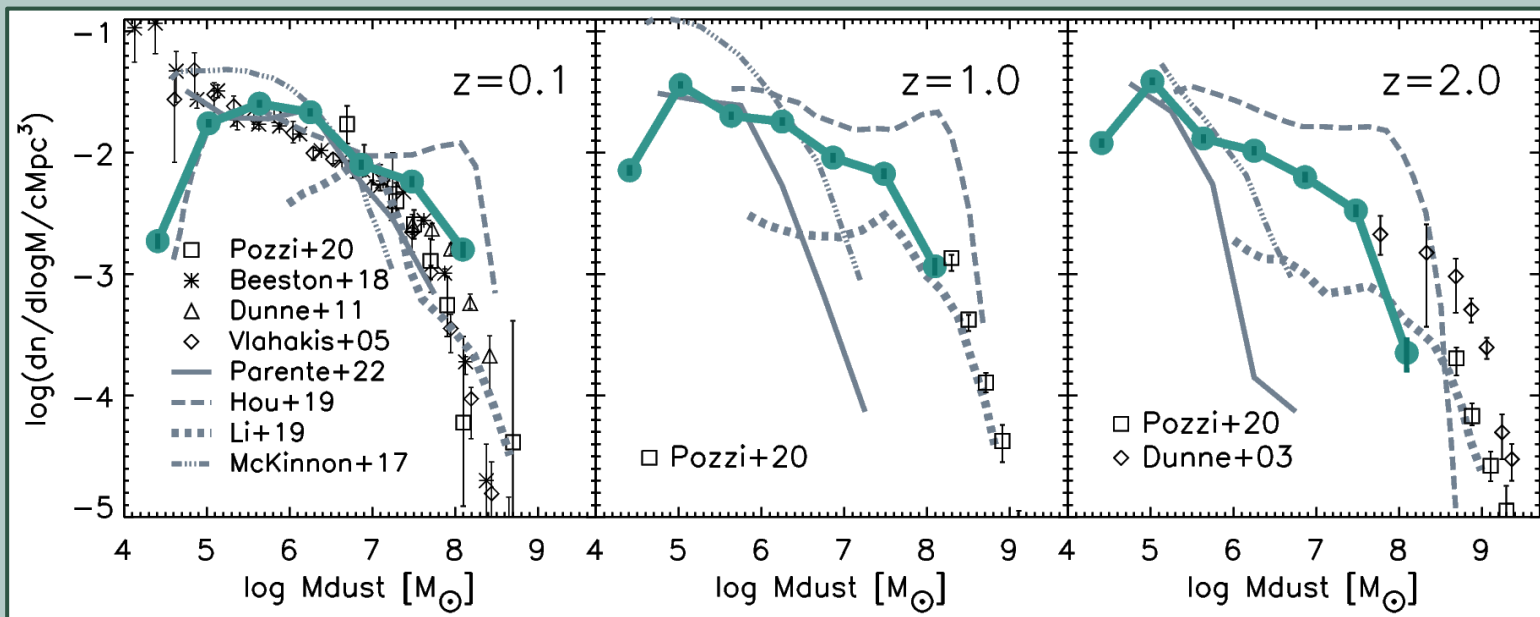 log(dn/dlogM/cMpc³)
−1
−2
−3
−4
−5
z=0.1
Pozzi+20
Beeston+18
Dunne+11
Vlahakis+05
Parente+22
Hou+19
Li+19
McKinnon+17
4 5 6 7 8 9
log Mdust [M⊙]
z=1.0
Pozzi+20
4 5 6 7 8 9
log Mdust [M⊙]
z=2.0
Pozzi+20
Dunne+03
4 5 6 7 8 9
log Mdust [M⊙]